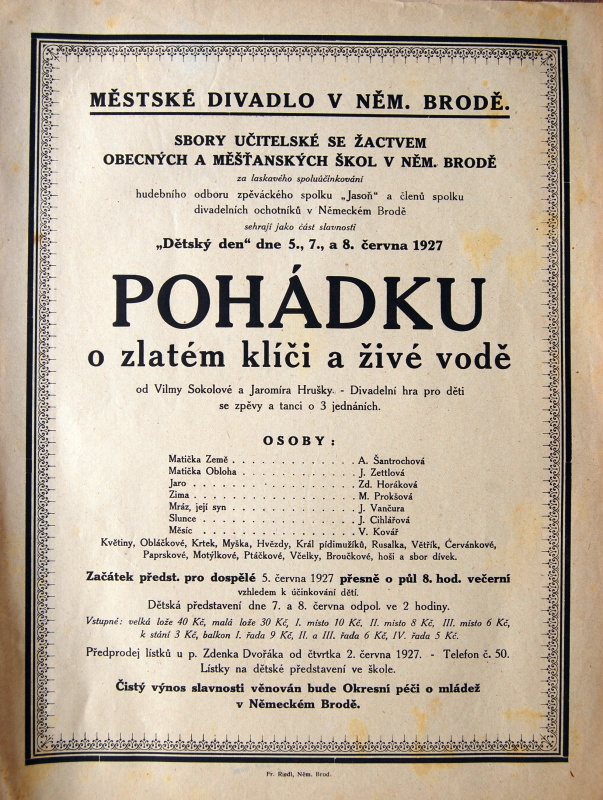 MĚSTSKÉ DIVADLO V NĚM. BRODĚ.
SBORY UČITELSKÉ SE ŽACTVEM
OBECNÝCH A MĚŠŤANSKÝCH ŠKOL V NĚM. BRODĚ
za laskavého spoluúčinkování
hudebního odboru zpěváckého spolku „Jasoň" a členů spolku
divadelních ochotníků v Německém Brodě
sehrají jako část slavnosti
„Dětský den" dne 5., 7., a 8. června 1927
POHÁDKU
o zlatém klíči a živé vodě
od Vilmy Sokolové a Jaromíra Hrušky. - Divadelní hra pro děti
se zpěvy a tanci o 3 jednáních.
OSOBY:
Matička Země . . . . . . . . . . . . . A. Šantrochová
Matička Obloha . . . . . . . . . . . . J. Zettlová
Jaro . . . . . . . . . . . . . . . . . Zd. Horáková
Zima . . . . . . . . . . . . . . . . . M. Prokšová
Mráz, její syn . . . . . . . . . . . . J. Vančura
Slunce . . . . . . . . . . . . . . . . J. Cihlářová
Měsíc . . . . . . . . . . . . . . . . V. Kovář
Květiny, Obláčkové, Krtek, Myška, Hvězdy, Král pidimužíků, Rusalka, Větřík, Červánkové,
Paprskové, Motýlkové, Ptáčkové, Včelky, Broučkové, hoši a sbor dívek.
Začátek předst. pro dospělé 5. června 1927 přesně o půl 8. hod. večerní
vzhledem k účinkování dětí.
Dětská představení dne 7. a 8. června odpol. ve 2 hodiny.
Vstupné: velká lože 40 Kč, malá lože 30 Kč, I. místo 10 Kč, II. místo 8 Kč, III. místo 6 Kč,
k stání 3 Kč, balkon I. řada 9 Kč, II. a III. řada 6 Kč, IV. řada 5 Kč.
Předprodej lístků u p. Zdenka Dvořáka od čtvrtka 2. června 1927. - Telefon č. 50.
Lístky na dětské představení ve škole.
Čistý výnos slavnosti věnován bude Okresní péči o mládež
v Německém Brodě.
Fr. Riedl, Něm. Brod.